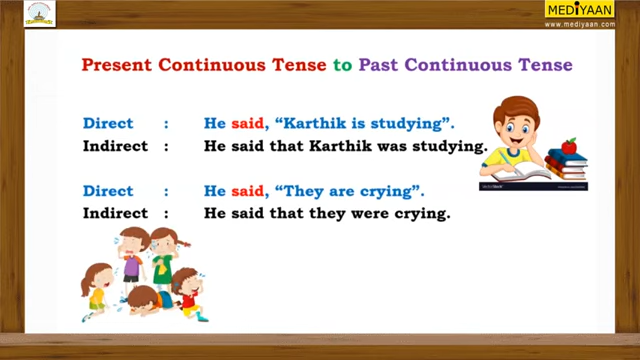 MEDiYAAN
www.mediyaan.com
Present Continuous Tense to Past Continuous Tense
Direct : He said, “Karthik is studying”.
Indirect : He said that Karthik was studying.
Direct : He said, “They are crying”.
Indirect : He said that they were crying.